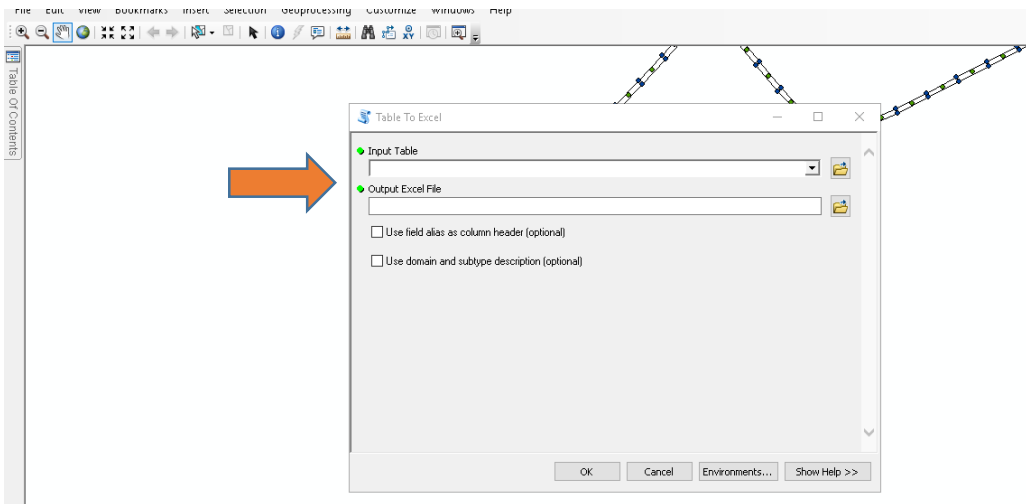 File Edit View Bookmarks Insert Selection Geoprocessing Customize Windows Help
Table Of Contents
Table To Excel
Input Table
Output Excel File
Use field alias as column header (optional)
Use domain and subtype description (optional)
OK Cancel Environments... Show Help >>